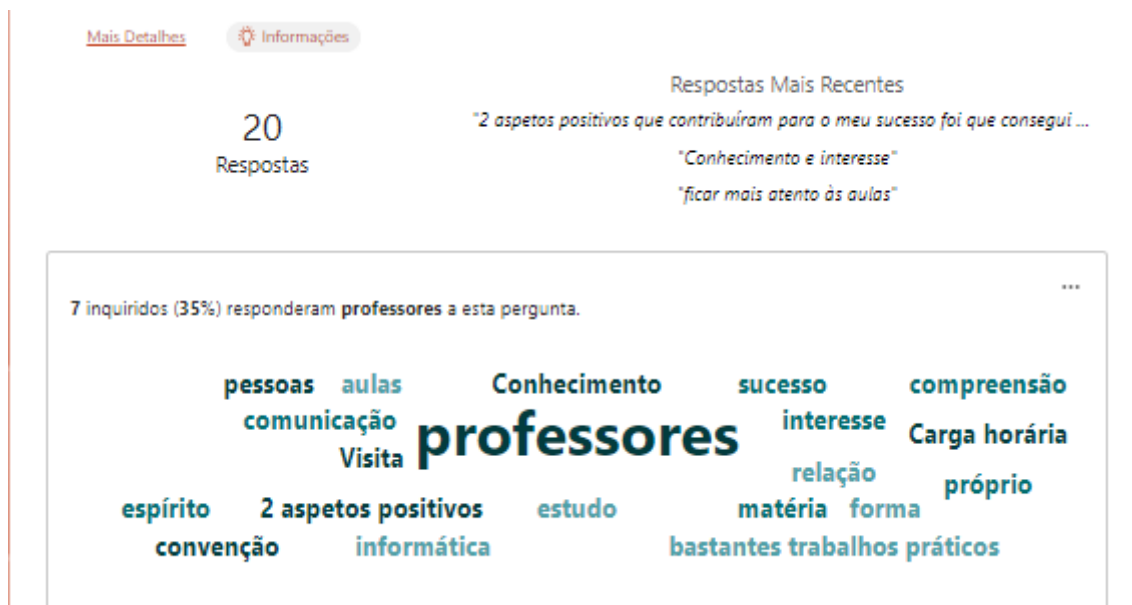 Mais Detalhes
Informações
Respostas Mais Recentes
20
Respostas
"2 aspetos positivos que contribuíram para o meu sucesso foi que consegui ...
"Conhecimento e interesse"
"ficar mais atento às aulas"
...
7 inquiridos (35%) responderam professores a esta pergunta.
pessoas aulas Conhecimento sucesso compreensão
comunicação professores interesse Carga horária
Visita relação próprio
espírito 2 aspetos positivos estudo matéria forma
convenção informática bastantes trabalhos práticos